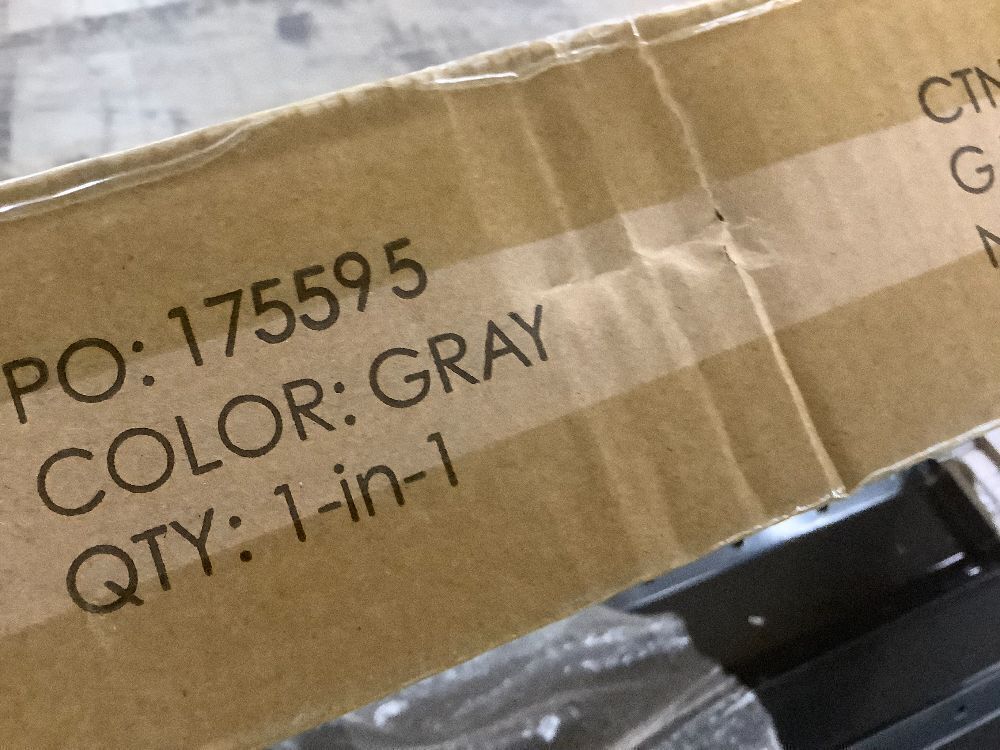 PO: 175595
COLOR: GRAY
QTY: 1-in-1